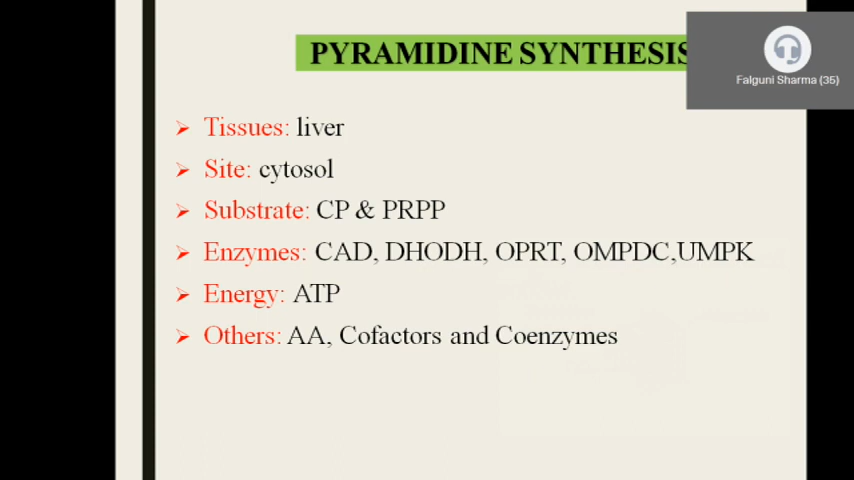 PYRAMIDINE SYNTHESIS
Falguni Sharma (35)
Tissues: liver
Site: cytosol
Substrate: CP & PRPP
Enzymes: CAD, DHODH, OPRT, OMPDC,UMPK
Energy: ATP
Others: AA, Cofactors and Coenzymes